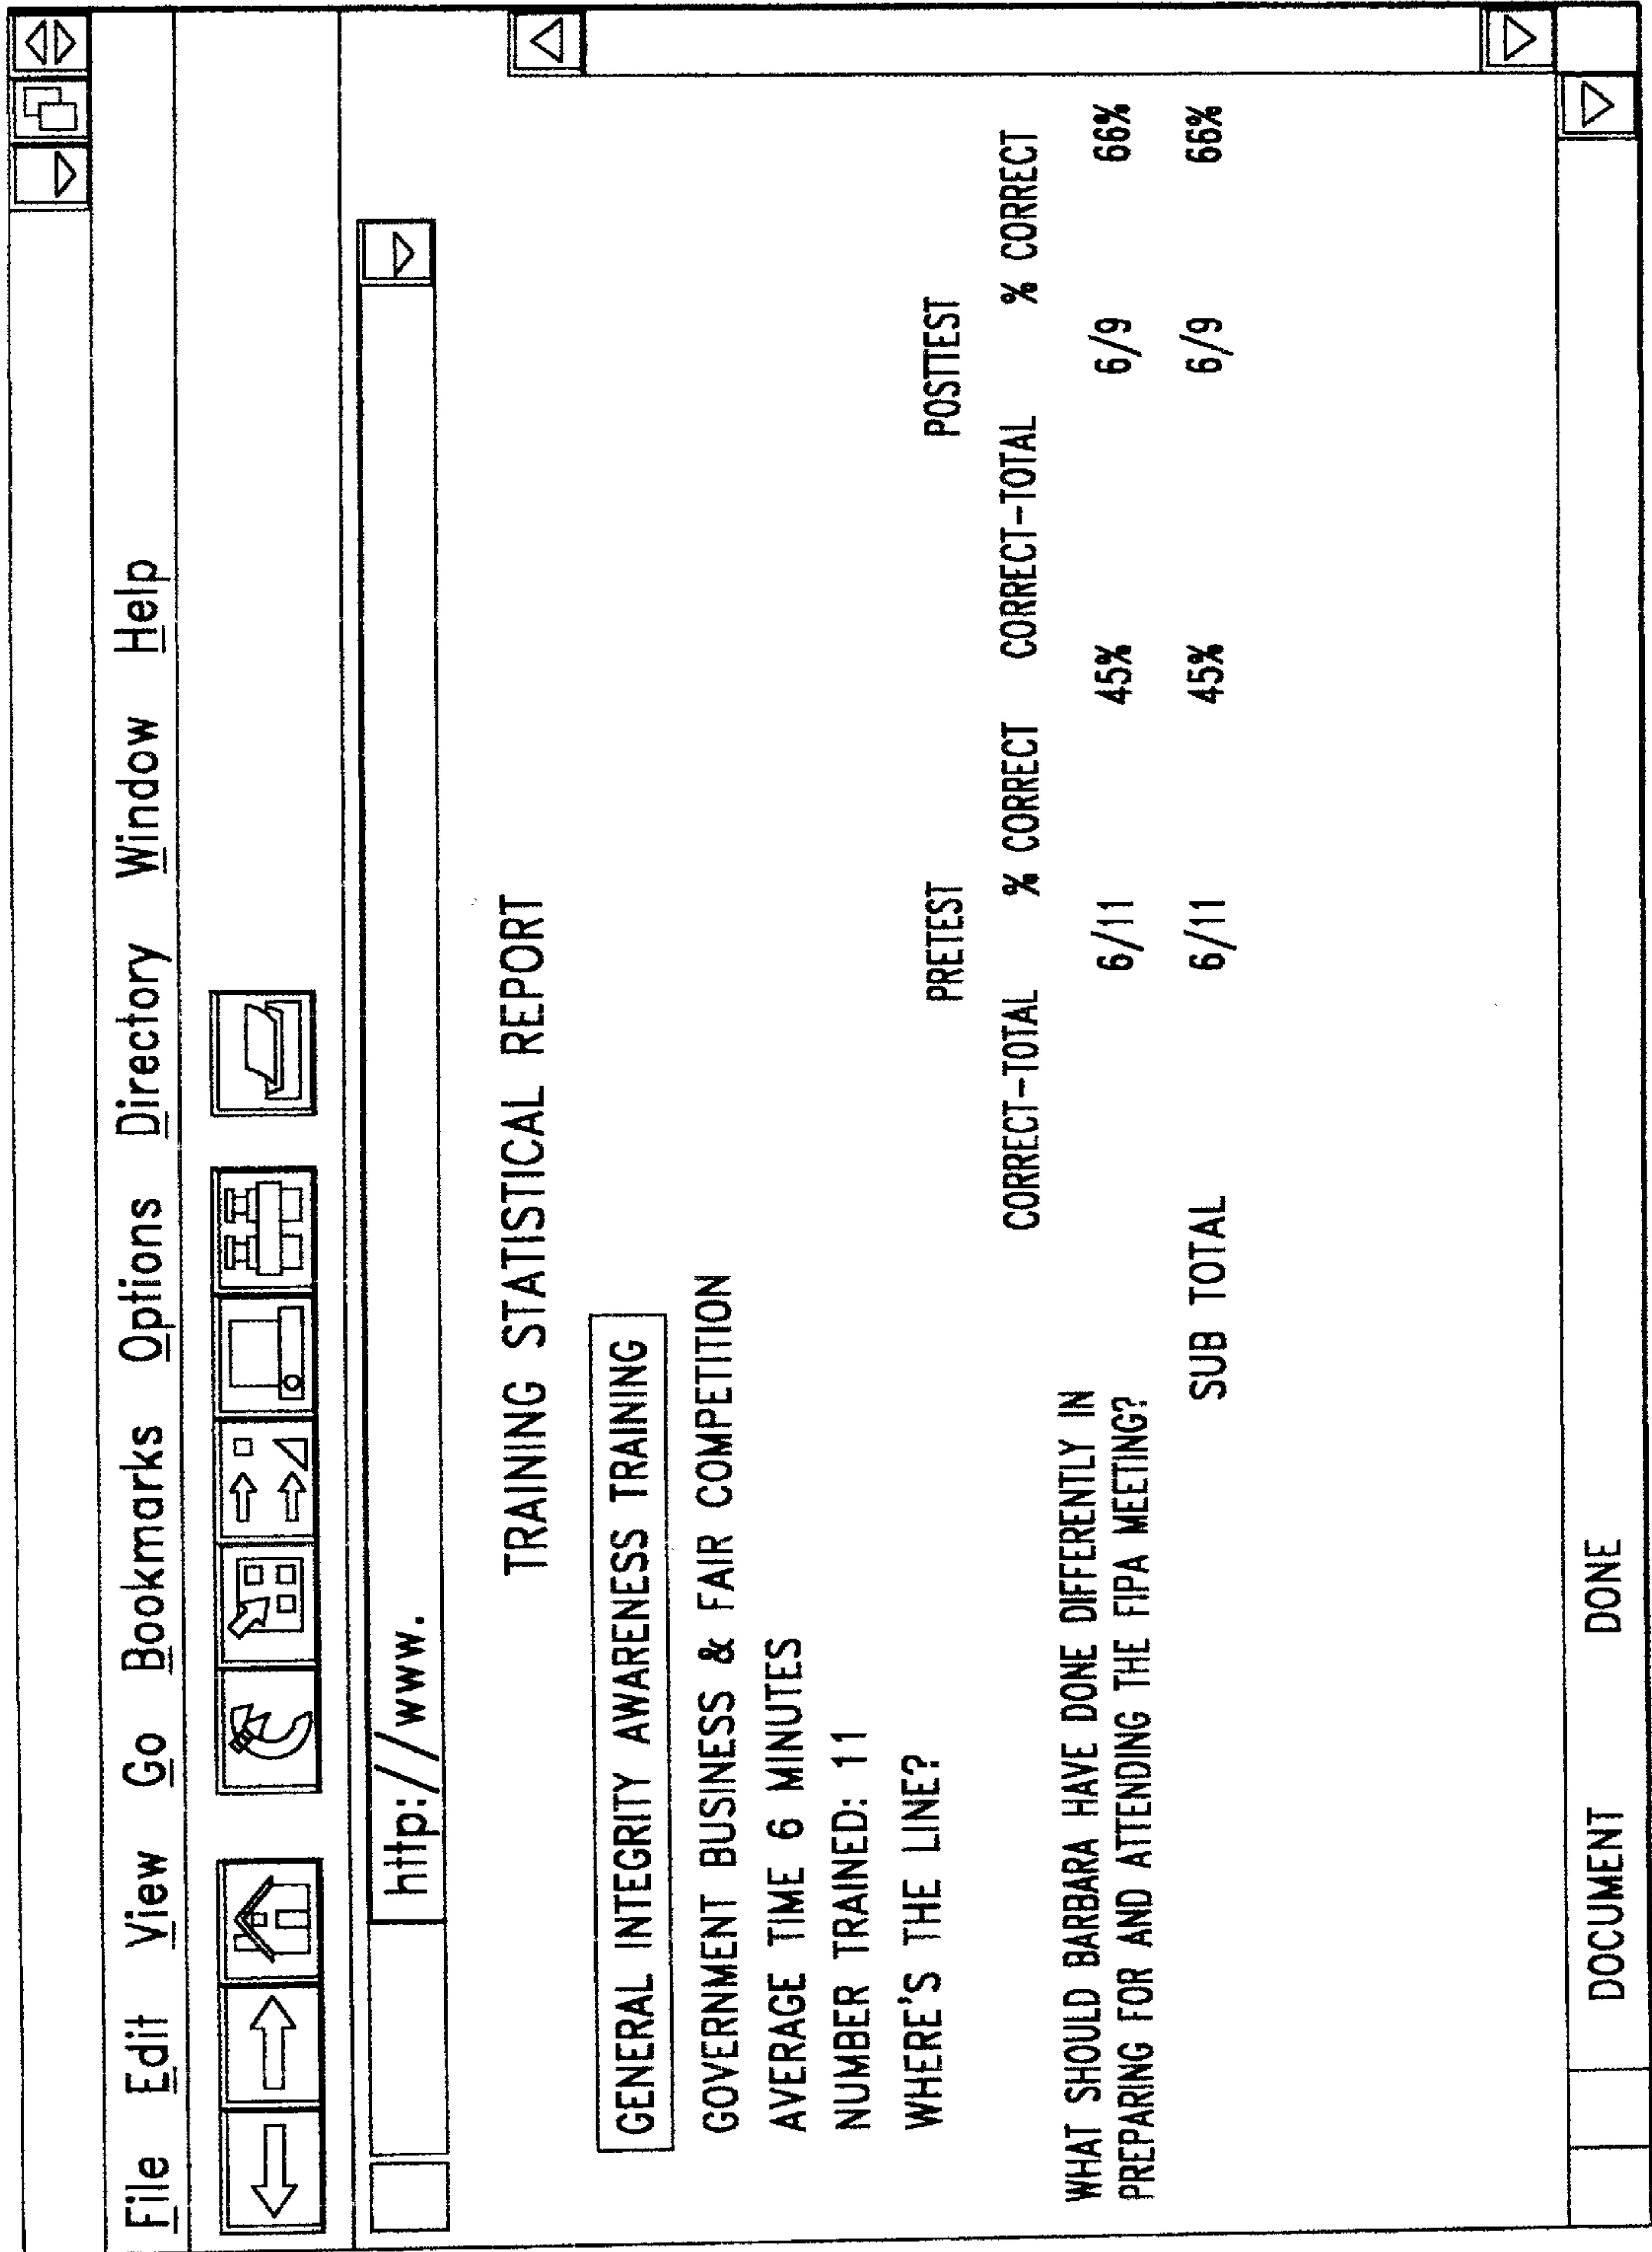 File Edit View Go Bookmarks Options Directory Window Help
http://www.
TRAINING STATISTICAL REPORT
GENERAL INTEGRITY AWARENESS TRAINING
GOVERNMENT BUSINESS & FAIR COMPETITION
AVERAGE TIME 6 MINUTES
NUMBER TRAINED: 11
WHERE'S THE LINE?
PRETEST POSTTEST
CORRECT-TOTAL % CORRECT CORRECT-TOTAL % CORRECT
WHAT SHOULD BARBARA HAVE DONE DIFFERENTLY IN
PREPARING FOR AND ATTENDING THE FIPA MEETING?
6/11 45% 6/9 66%
SUB TOTAL 6/11 45% 6/9 66%
DOCUMENT DONE